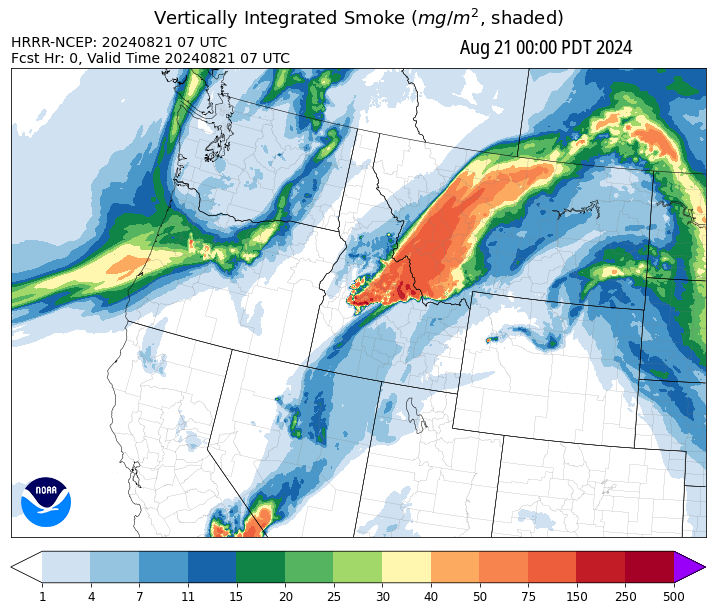 Vertically Integrated Smoke (mg/m², shaded)
HRRR-NCEP: 20240821 07 UTC
Aug 21 00:00 PDT 2024
Fcst Hr: 0, Valid Time 20240821 07 UTC
NOAA
1 4 7 11 15 20 25 30 40 50 75 150 250 500